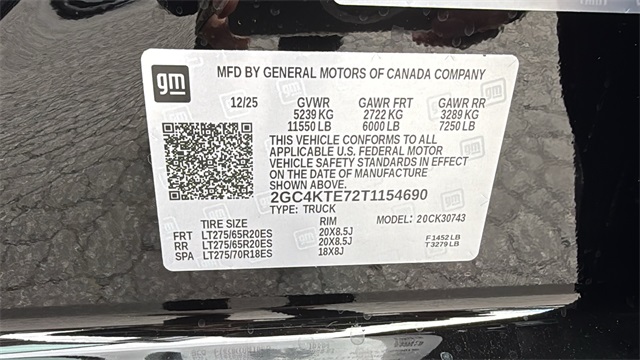 gm
MFD BY GENERAL MOTORS OF CANADA COMPANY
12/25 GVWR GAWR FRT GAWR RR
5239 KG 2722 KG 3289 KG
11550 LB 6000 LB 7250 LB
THIS VEHICLE CONFORMS TO ALL
APPLICABLE U.S. FEDERAL MOTOR
VEHICLE SAFETY STANDARDS IN EFFECT
ON THE DATE OF MANUFACTURE
SHOWN ABOVE.
2GC4KTE72T1154690
TYPE: TRUCK MODEL: 20CK30743
TIRE SIZE RIM
FRT LT275/65R20ES 20X8.5J F1452 LB
RR LT275/65R20ES 20X8.5J T3279 LB
SPA LT275/70R18ES 18X8J